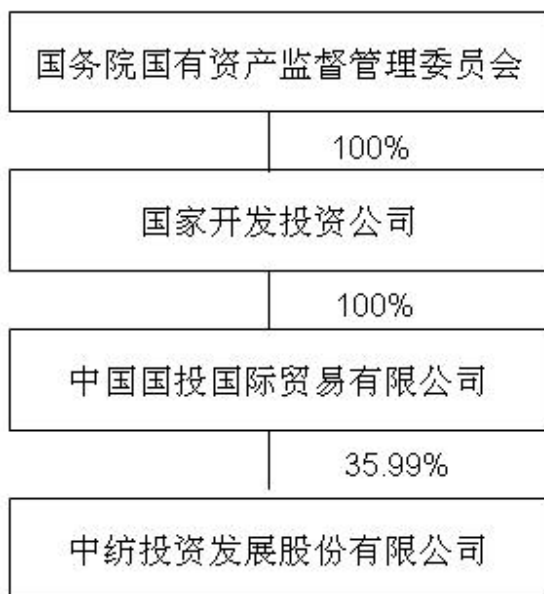 国务院国有资产监督管理委员会
100%
国家开发投资公司
100%
中国国投国际贸易有限公司
35.99%
中纺投资发展股份有限公司